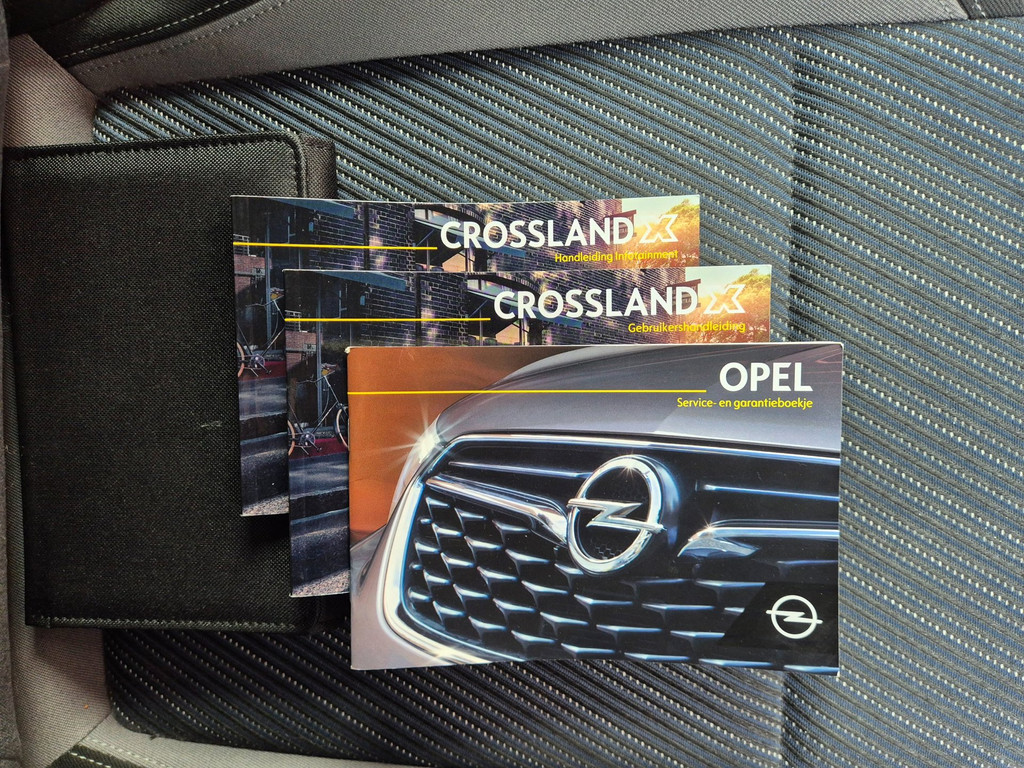 CROSSLAND X
Handleiding Infotainment
CROSSLAND X
Gebruikershandleiding
OPEL
Service- en garantieboekje